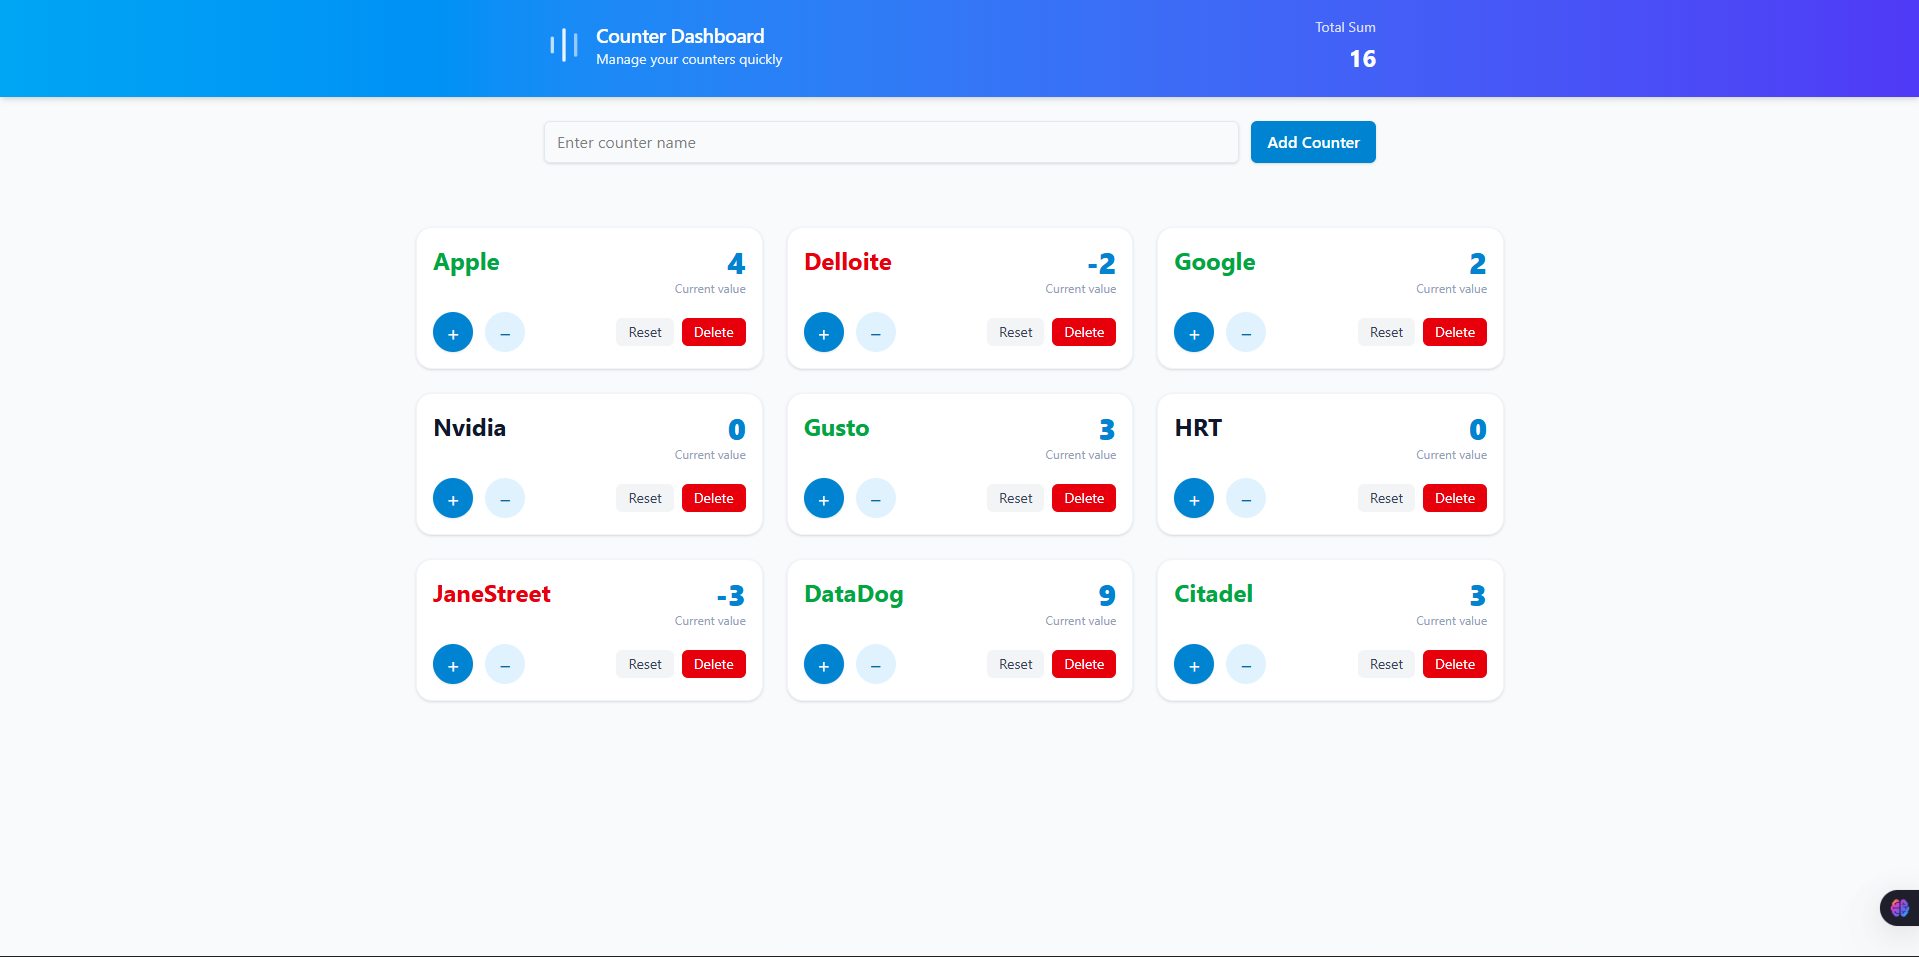 Counter Dashboard
Manage your counters quickly
Total Sum
16
Enter counter name
Add Counter
Apple
4
Current value
+
−
Reset
Delete
Delloite
-2
Current value
+
−
Reset
Delete
Google
2
Current value
+
−
Reset
Delete
Nvidia
0
Current value
+
−
Reset
Delete
Gusto
3
Current value
+
−
Reset
Delete
HRT
0
Current value
+
−
Reset
Delete
JaneStreet
-3
Current value
+
−
Reset
Delete
DataDog
9
Current value
+
−
Reset
Delete
Citadel
3
Current value
+
−
Reset
Delete